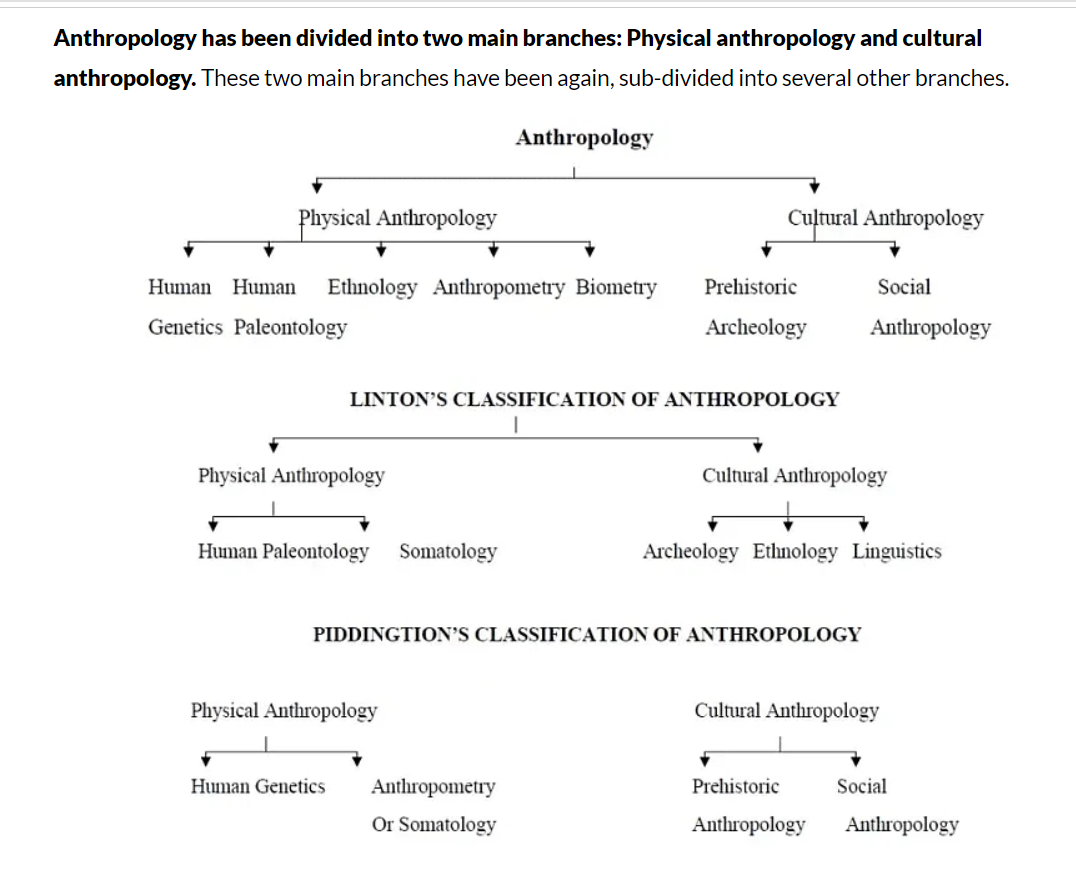 Anthropology has been divided into two main branches: Physical anthropology and cultural
anthropology. These two main branches have been again, sub-divided into several other branches.
Anthropology
Physical Anthropology Cultural Anthropology
Human Human Ethnology Anthropometry Biometry Prehistoric Social
Genetics Paleontology Archeology Anthropology
LINTON'S CLASSIFICATION OF ANTHROPOLOGY
Physical Anthropology Cultural Anthropology
Human Paleontology Somatology Archeology Ethnology Linguistics
PIDDINGTION'S CLASSIFICATION OF ANTHROPOLOGY
Physical Anthropology Cultural Anthropology
Human Genetics Anthropometry Prehistoric Social
Or Somatology Anthropology Anthropology